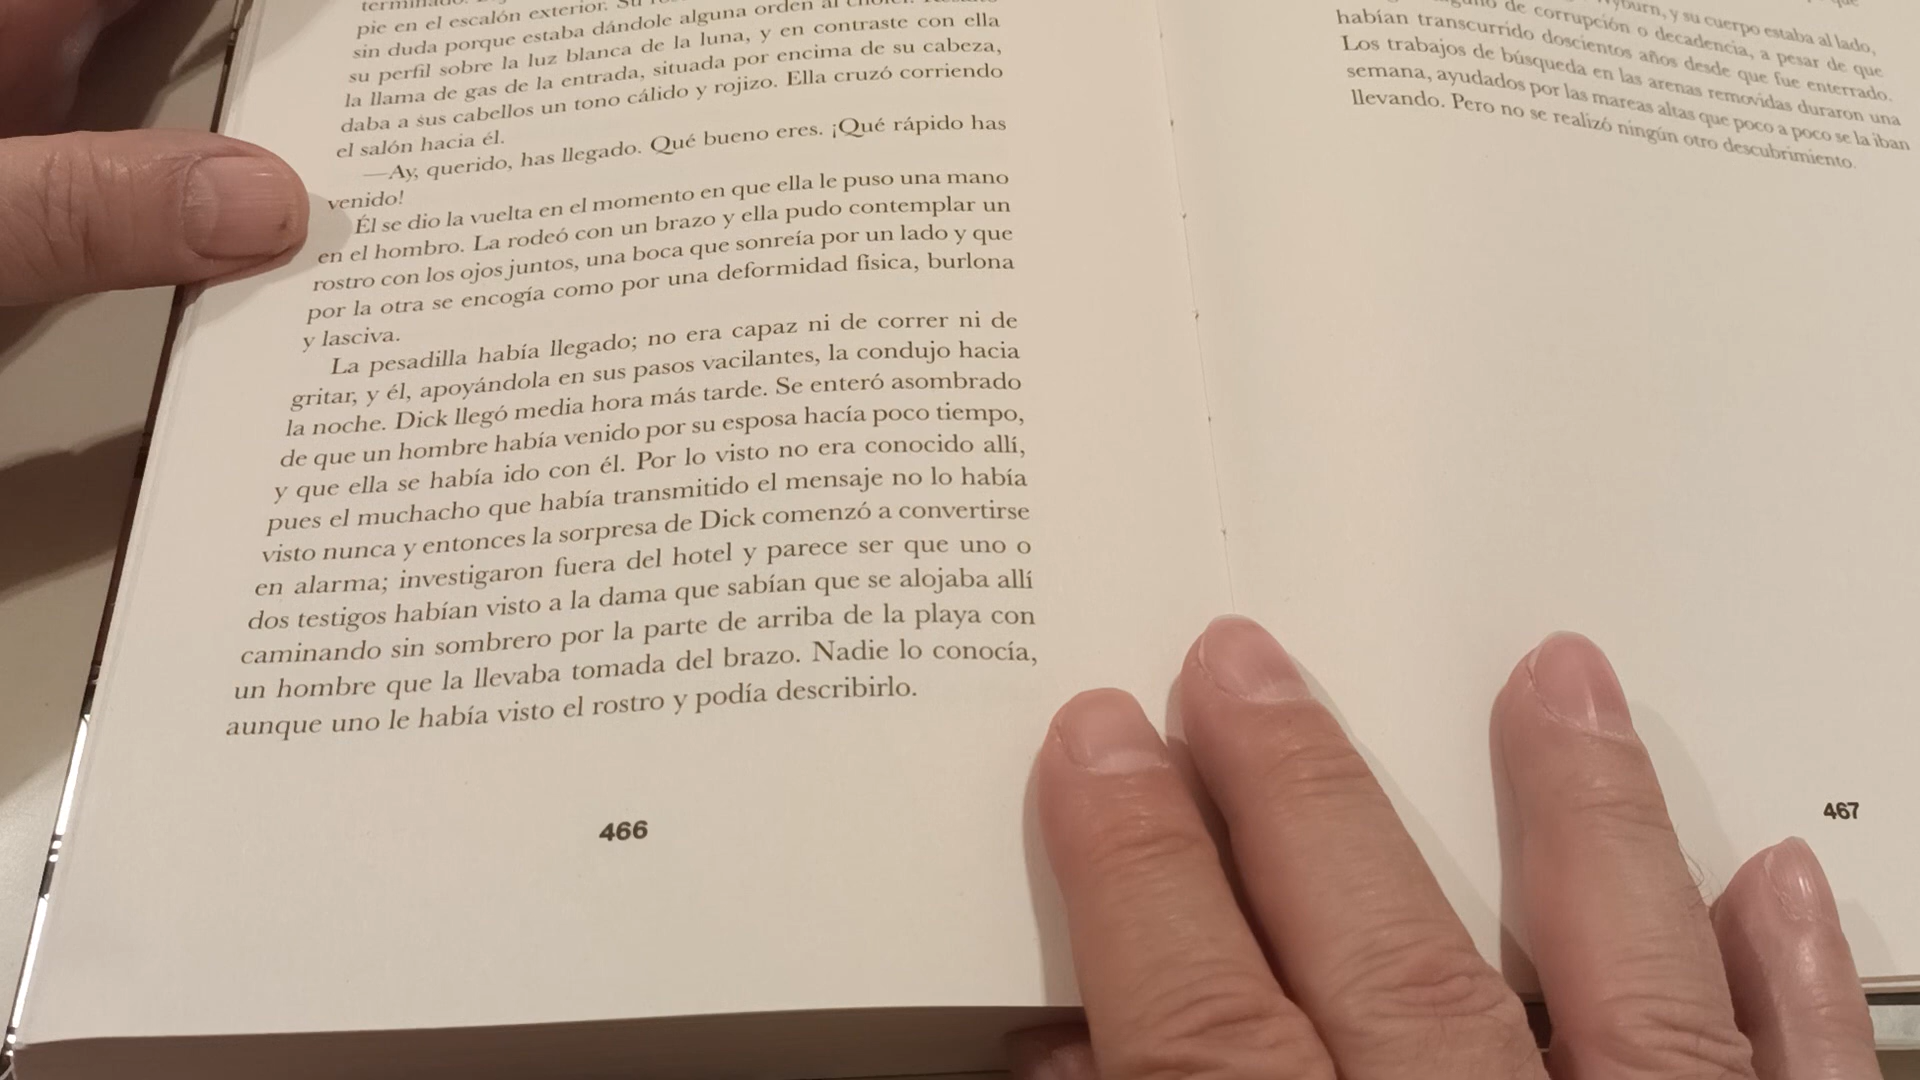 pie en el escalón exterior. Su
sin duda porque estaba dándole alguna orden al
su perfil sobre la luz blanca de la luna, y en contraste con ella
la llama de gas de la entrada, situada por encima de su cabeza,
daba a sus cabellos un tono cálido y rojizo. Ella cruzó corriendo
el salón hacia él.
—Ay, querido, has llegado. Qué bueno eres. ¡Qué rápido has
venido!
Él se dio la vuelta en el momento en que ella le puso una mano
en el hombro. La rodeó con un brazo y ella pudo contemplar un
rostro con los ojos juntos, una boca que sonreía por un lado y que
por la otra se encogía como por una deformidad física, burlona
y lasciva.
La pesadilla había llegado; no era capaz ni de correr ni de
gritar, y él, apoyándola en sus pasos vacilantes, la condujo hacia
la noche. Dick llegó media hora más tarde. Se enteró asombrado
de que un hombre había venido por su esposa hacía poco tiempo,
y que ella se había ido con él. Por lo visto no era conocido allí,
pues el muchacho que había transmitido el mensaje no lo había
visto nunca y entonces la sorpresa de Dick comenzó a convertirse
en alarma; investigaron fuera del hotel y parece ser que uno o
dos testigos habían visto a la dama que sabían que se alojaba allí
caminando sin sombrero por la parte de arriba de la playa con
un hombre que la llevaba tomada del brazo. Nadie lo conocía,
aunque uno le había visto el rostro y podía describirlo.
466
y su cuerpo estaba al lado,
de corrupción o decadencia, a pesar de que
habían transcurrido doscientos años desde que fue enterrado.
Los trabajos de búsqueda en las arenas removidas duraron una
semana, ayudados por las mareas altas que poco a poco se la iban
llevando. Pero no se realizó ningún otro descubrimiento.
467